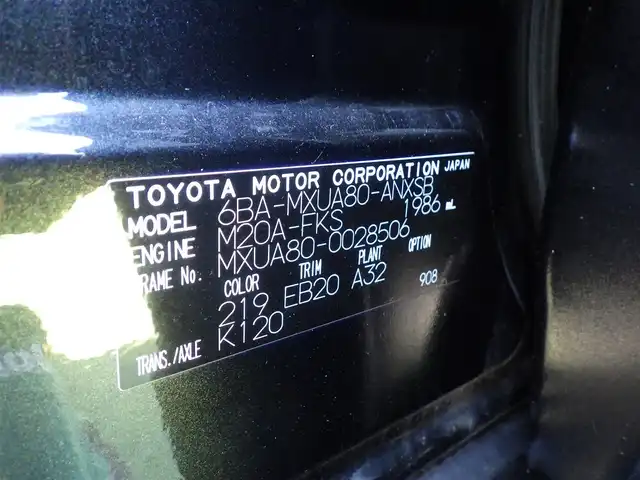 TOYOTA MOTOR CORPORATION JAPAN
MODEL 6BA-MXUA80-ANXSB
ENGINE M20A-FKS 1986 mL
RAME No. MXUA80-0028506
COLOR TRIM PLANT OPTION
219 EB20 A32 908
TRANS./AXLE K120